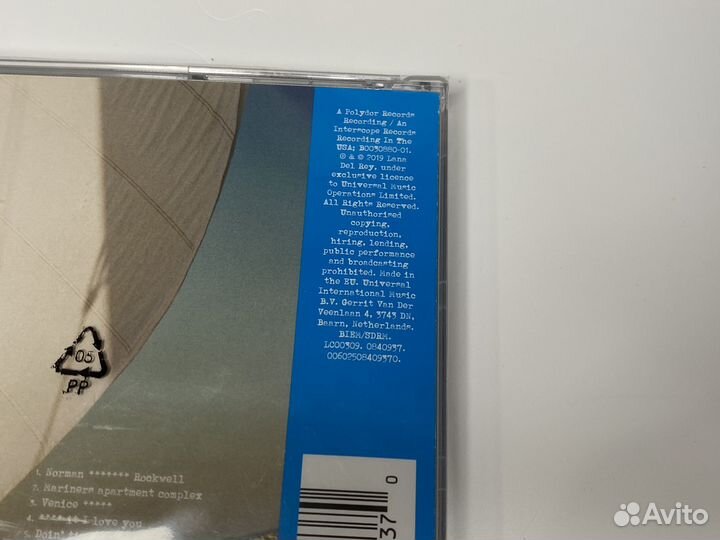 A Polydor Records
Recording / An
Interscope Records
Recording In The
USA; B0030880-01.
℗ & © 2019 Lana
Del Rey, under
exclusive licence
to Universal Music
Operations Limited.
All Rights Reserved.
Unauthorised
copying,
reproduction,
hiring, lending,
public performance
and broadcasting
prohibited. Made in
the EU. Universal
International Music
B.V. Gerrit Van Der
Veenlaan 4, 3743 DN,
Baarn, Netherlands.
BIEM/SDRM.
LC00309. 0840937.
00602508409370.
05
PP
1. Norman ******* Rockwell
2. Mariners apartment complex
3. Venice *****
4. **** it I love you
5. Doin'
37
0
Avito